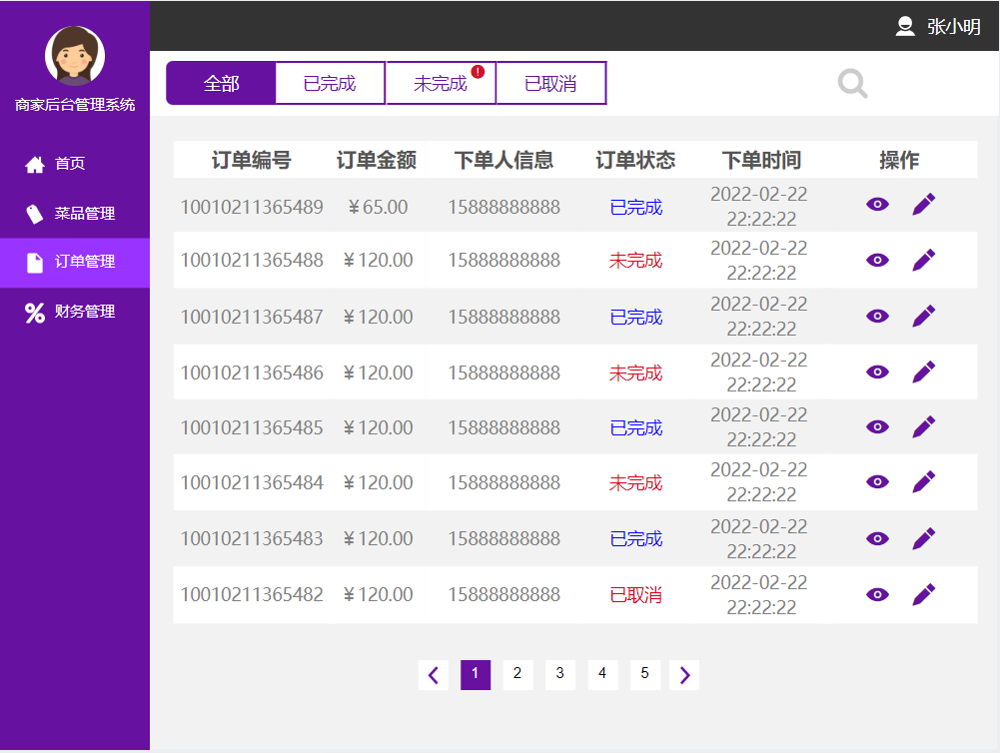 张小明
商家后台管理系统
首页
菜品管理
订单管理
财务管理
全部 已完成 未完成 ! 已取消
订单编号 订单金额 下单人信息 订单状态 下单时间 操作
10010211365489 ￥65.00 15888888888 已完成 2022-02-22
22:22:22
10010211365488 ￥120.00 15888888888 未完成 2022-02-22
22:22:22
10010211365487 ￥120.00 15888888888 已完成 2022-02-22
22:22:22
10010211365486 ￥120.00 15888888888 未完成 2022-02-22
22:22:22
10010211365485 ￥120.00 15888888888 已完成 2022-02-22
22:22:22
10010211365484 ￥120.00 15888888888 未完成 2022-02-22
22:22:22
10010211365483 ￥120.00 15888888888 已完成 2022-02-22
22:22:22
10010211365482 ￥120.00 15888888888 已取消 2022-02-22
22:22:22
1 2 3 4 5